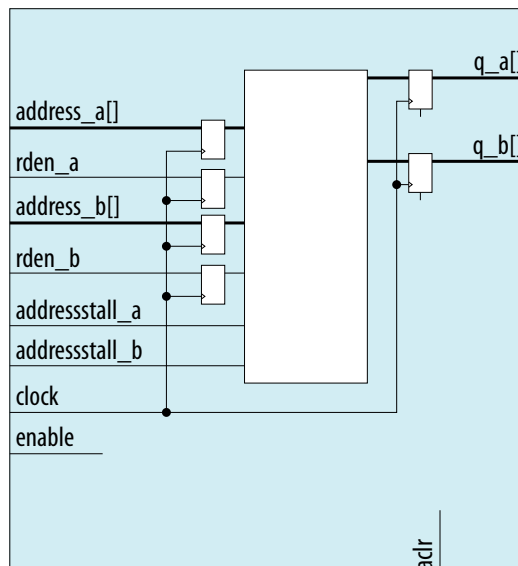 q_a[]
address_a[]
q_b[]
rden_a
address_b[]
rden_b
addressstall_a
addressstall_b
clock
enable
aclr